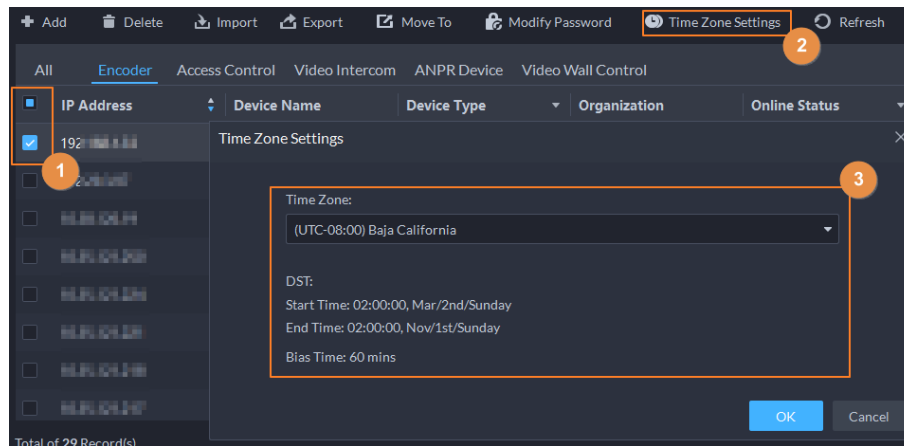 Add Delete Import Export Move To Modify Password Time Zone Settings Refresh
2
All Encoder Access Control Video Intercom ANPR Device Video Wall Control
IP Address Device Name Device Type Organization Online Status
192
Time Zone Settings
1
3
Time Zone:
(UTC-08:00) Baja California
DST:
Start Time: 02:00:00, Mar/2nd/Sunday
End Time: 02:00:00, Nov/1st/Sunday
Bias Time: 60 mins
OK Cancel
Total of 29 Record(s)